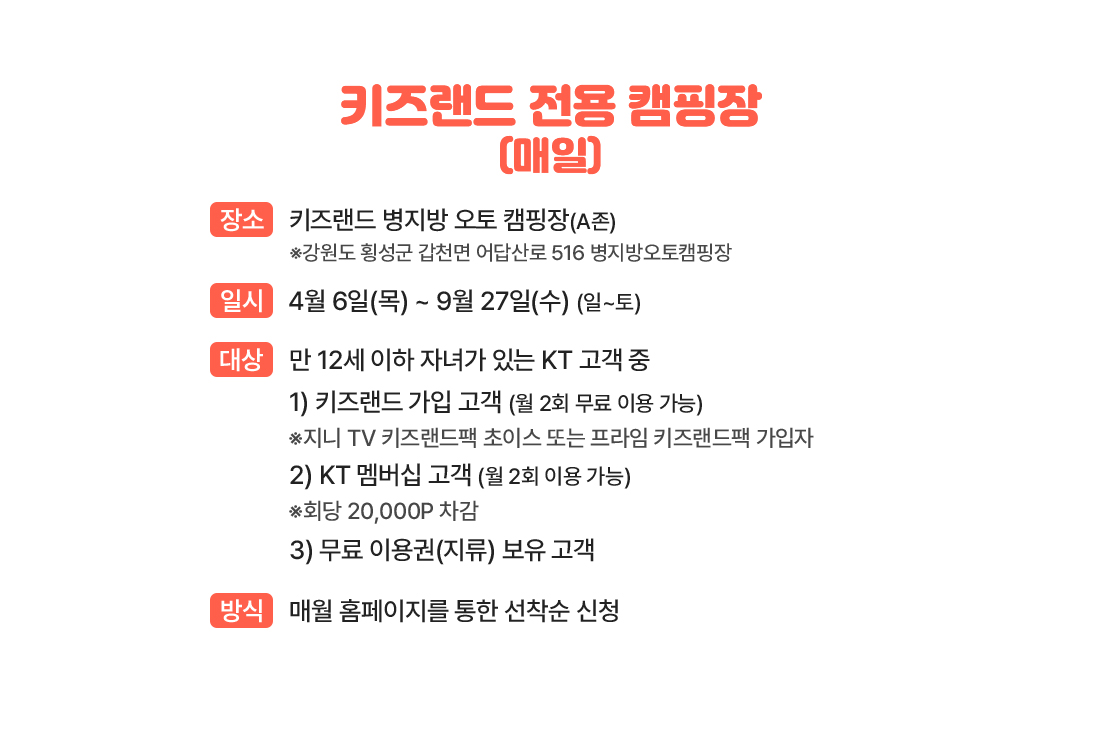 키즈랜드 전용 캠핑장
(매일)
장소 키즈랜드 병지방 오토 캠핑장(A존)
※강원도 횡성군 갑천면 어답산로 516 병지방오토캠핑장
일시 4월 6일(목) ~ 9월 27일(수) (일~토)
대상 만 12세 이하 자녀가 있는 KT 고객 중
1) 키즈랜드 가입 고객 (월 2회 무료 이용 가능)
※지니 TV 키즈랜드팩 초이스 또는 프라임 키즈랜드팩 가입자
2) KT 멤버십 고객 (월 2회 이용 가능)
※회당 20,000P 차감
3) 무료 이용권(지류) 보유 고객
방식 매월 홈페이지를 통한 선착순 신청